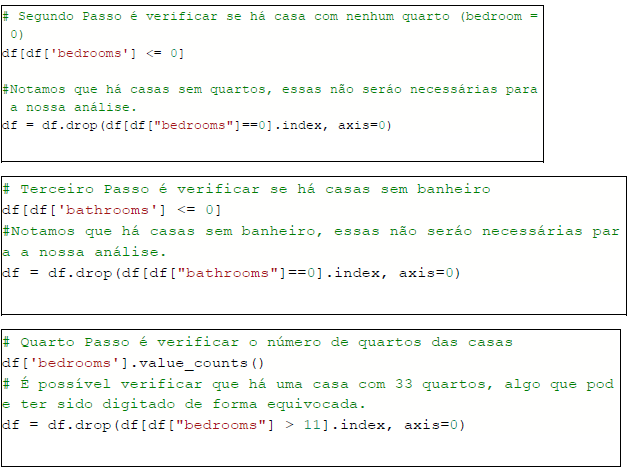 # Segundo Passo é verificar se há casa com nenhum quarto (bedroom =
0)
df[df['bedrooms'] <= 0]
#Notamos que há casas sem quartos, essas não seráo necessárias para
a nossa análise.
df = df.drop(df[df["bedrooms"]==0].index, axis=0)
# Terceiro Passo é verificar se há casas sem banheiro
df[df['bathrooms'] <= 0]
#Notamos que há casas sem banheiro, essas não seráo necessárias par
a a nossa análise.
df = df.drop(df[df["bathrooms"]==0].index, axis=0)
# Quarto Passo é verificar o número de quartos das casas
df['bedrooms'].value_counts()
# É possível verificar que há uma casa com 33 quartos, algo que pod
e ter sido digitado de forma equivocada.
df = df.drop(df[df["bedrooms"] > 11].index, axis=0)